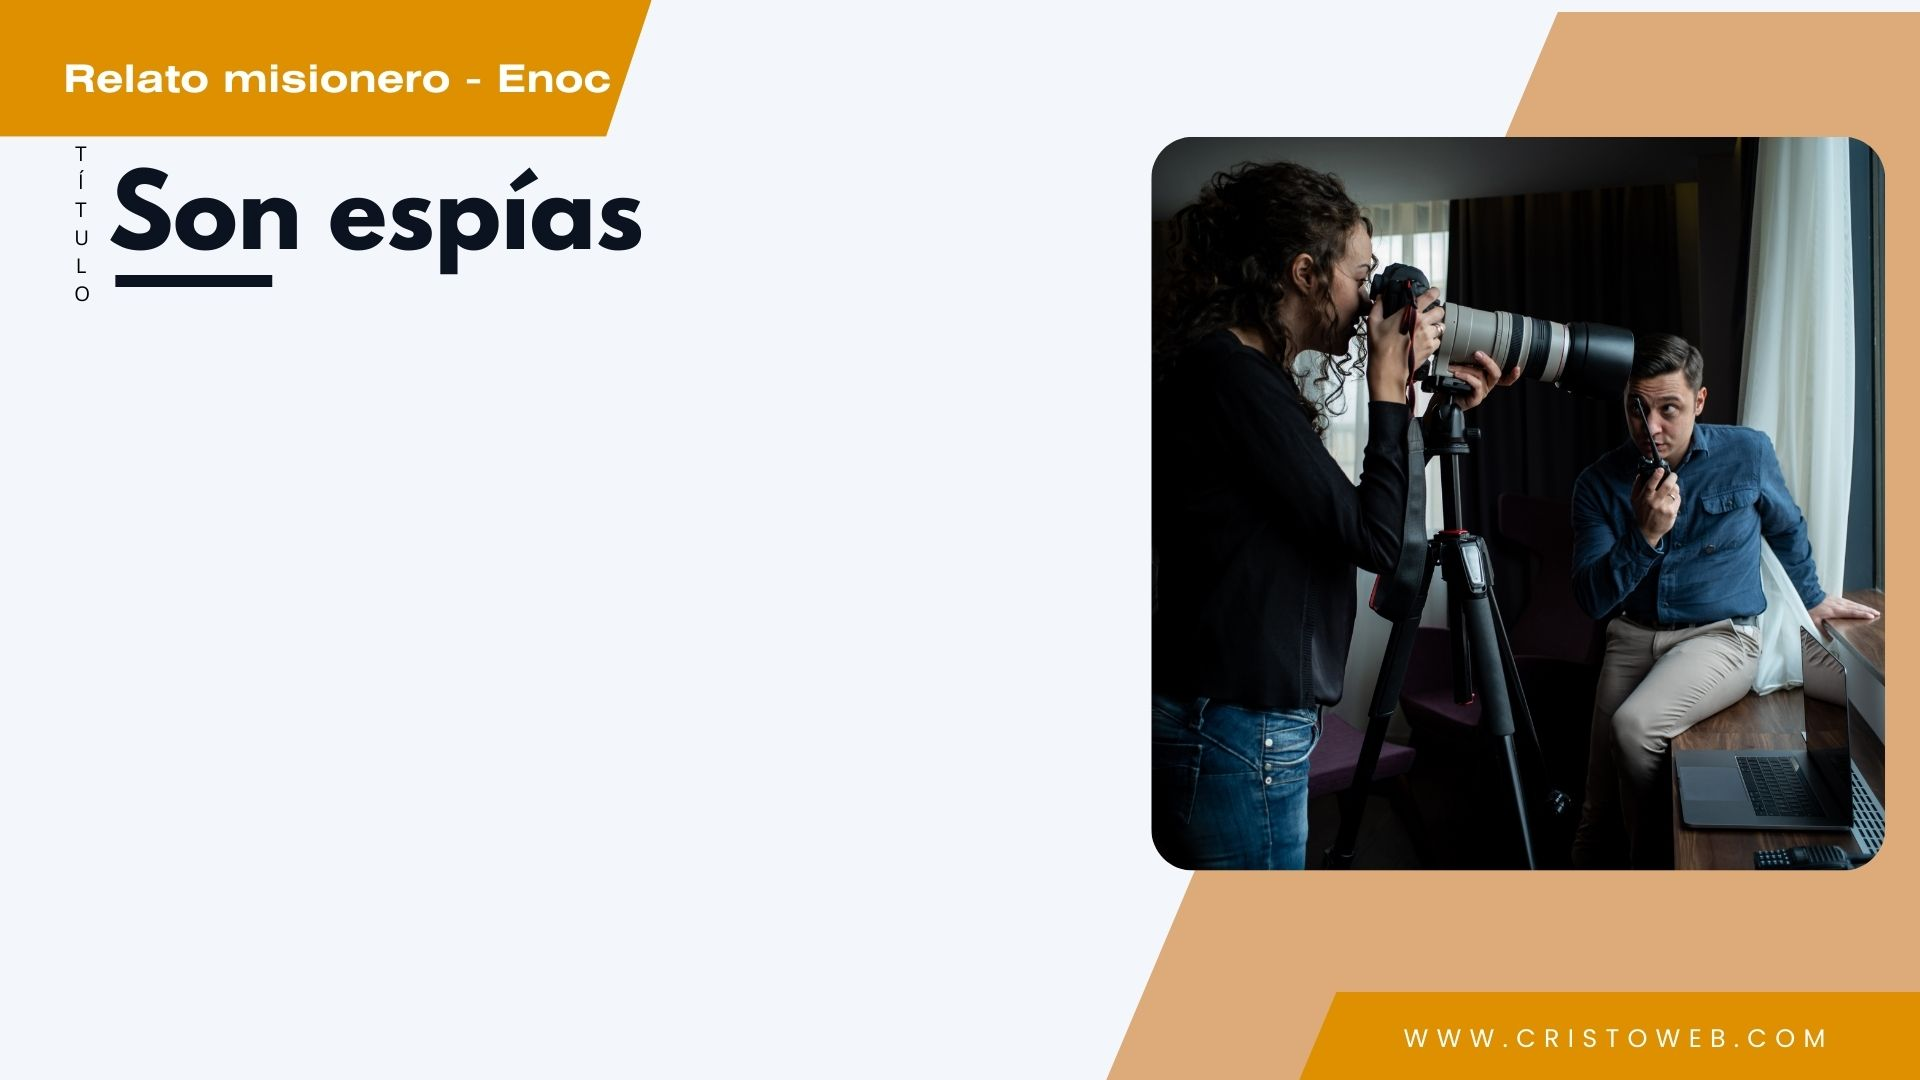 Relato misionero - Enoc
TÍTULO
Son espías
WWW.CRISTOWEB.COM